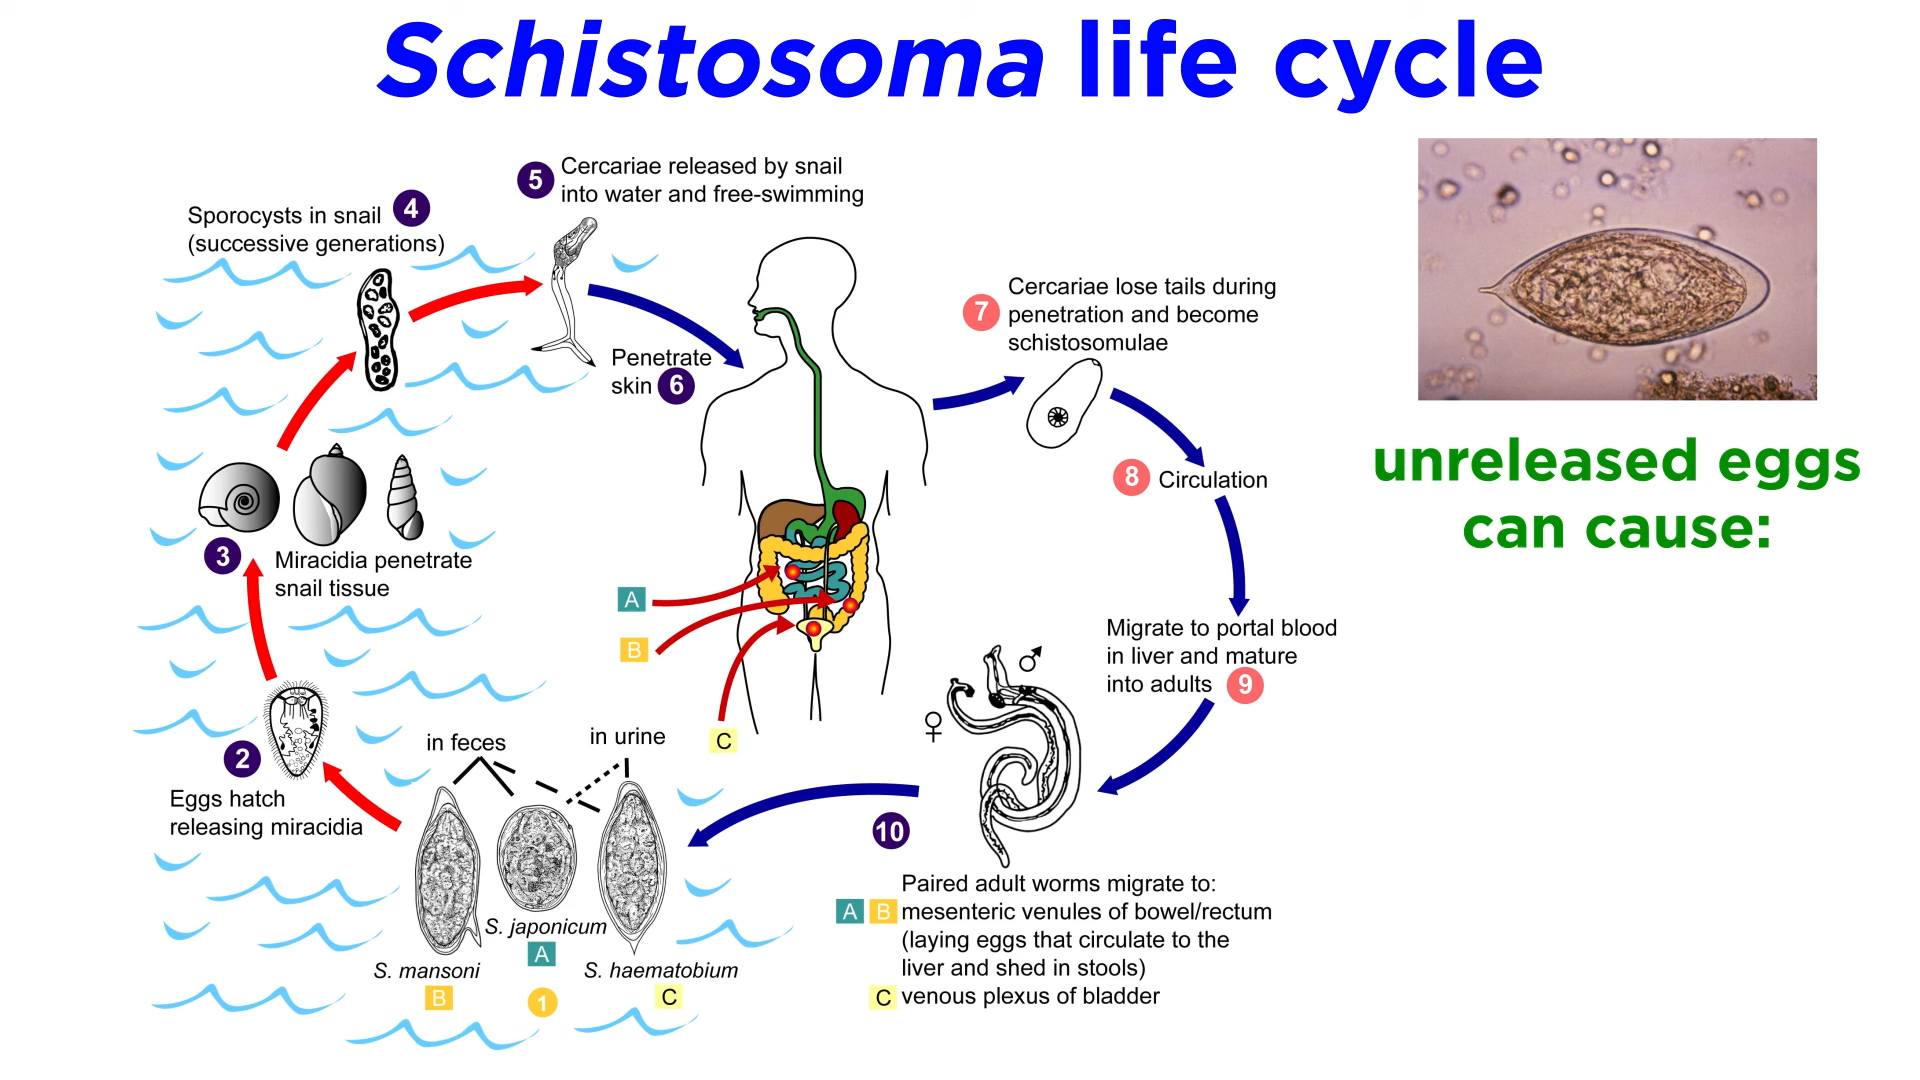 Schistosoma life cycle
5
Cercariae released by snail
into water and free-swimming
Sporocysts in snail
4
(successive generations)
Penetrate
skin
6
7
Cercariae lose tails during
penetration and become
schistosomulae
8
Circulation
3
Miracidia penetrate
snail tissue
A
B
C
Migrate to portal blood
in liver and mature
into adults
9
♂
♀
2
Eggs hatch
releasing miracidia
in feces
in urine
10
Paired adult worms migrate to:
A B mesenteric venules of bowel/rectum
(laying eggs that circulate to the
liver and shed in stools)
C venous plexus of bladder
S. japonicum
A
S. mansoni
B
1
S. haematobium
C
unreleased eggs
can cause: